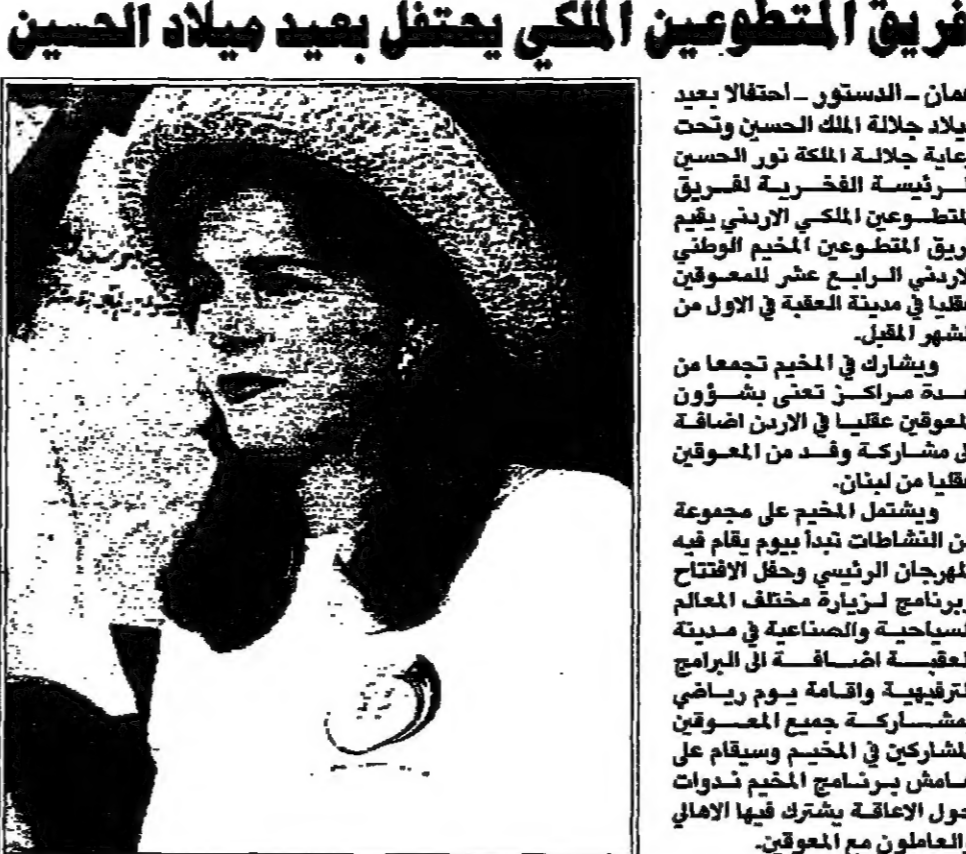 فريق المتطوعين الملكي يحتفل بعيد ميلاد الحسين
عمان ـ الدستور ـ احتفالا بعيد
ميلاد جلالة الملك الحسين وتحت
رعاية جلالة الملكة نور الحسين
الرئيسة الفخرية لفريق
المتطوعين الملكي الاردني يقيم
فريق المتطوعين المخيم الوطني
الاردني الرابع عشر للمعوقين
عقليا في مدينة العقبة في الاول من
الشهر المقبل.
ويشارك في المخيم تجمعا من
عدة مراكز تعنى بشؤون
المعوقين عقليا في الاردن اضافة
الى مشاركة وفد من المعوقين
عقليا من لبنان.
ويشتمل المخيم على مجموعة
من النشاطات تبدأ بيوم يقام فيه
المهرجان الرئيسي وحفل الافتتاح
وبرنامج لزيارة مختلف المعالم
السياحية والصناعية في مدينة
العقبة اضافة الى البرامج
الترفيهية واقامة يوم رياضي
بمشاركة جميع المعوقين
المشاركين في المخيم وسيقام على
هامش برنامج المخيم ندوات
حول الاعاقة يشترك فيها الاهالي
والعاملون مع المعوقين.